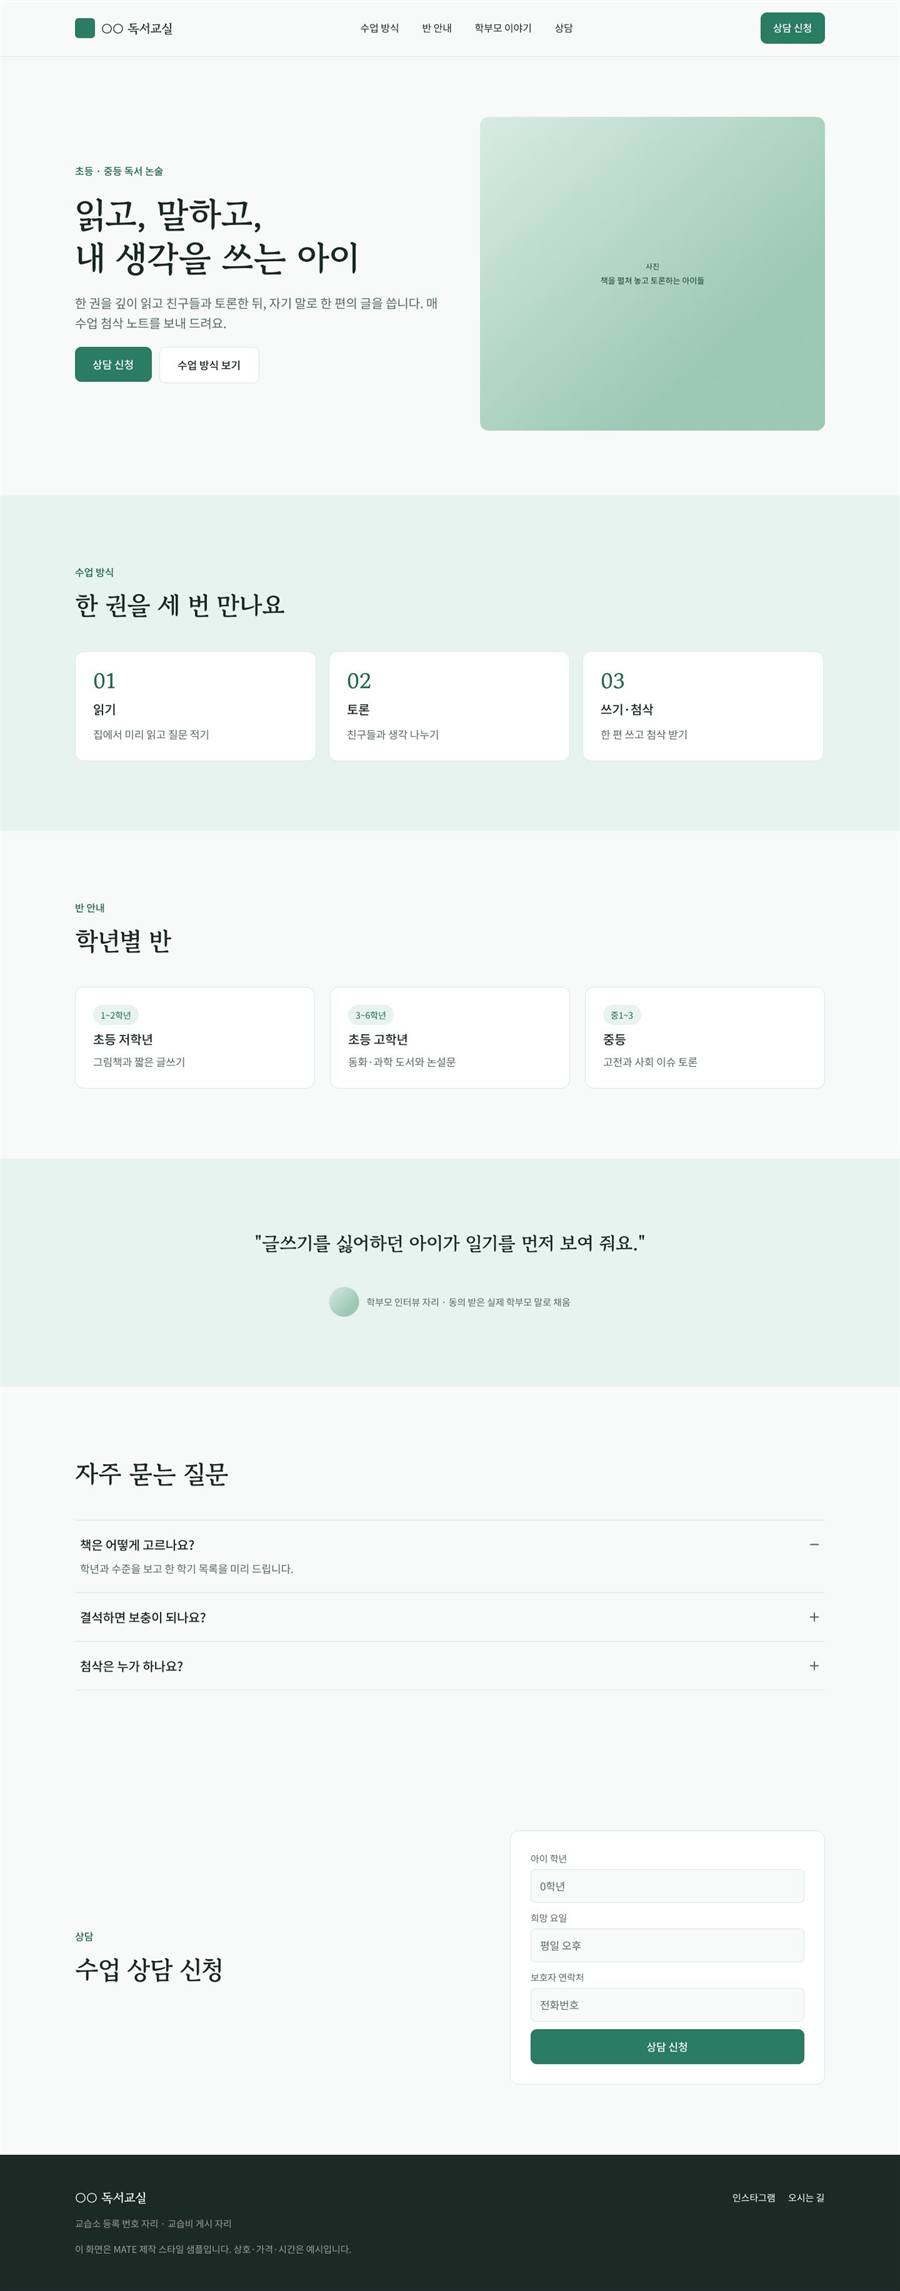 ○○ 독서교실
수업 방식
반 안내
학부모 이야기
상담
상담 신청
초등 · 중등 독서 논술
읽고, 말하고,
내 생각을 쓰는 아이
한 권을 깊이 읽고 친구들과 토론한 뒤, 자기 말로 한 편의 글을 씁니다. 매
수업 첨삭 노트를 보내 드려요.
상담 신청
수업 방식 보기
사진
책을 펼쳐 놓고 토론하는 아이들
수업 방식
한 권을 세 번 만나요
01
읽기
집에서 미리 읽고 질문 적기
02
토론
친구들과 생각 나누기
03
쓰기·첨삭
한 편 쓰고 첨삭 받기
반 안내
학년별 반
1~2학년
초등 저학년
그림책과 짧은 글쓰기
3~6학년
초등 고학년
동화·과학 도서와 논설문
중1~3
중등
고전과 사회 이슈 토론
"글쓰기를 싫어하던 아이가 일기를 먼저 보여 줘요."
학부모 인터뷰 자리 · 동의 받은 실제 학부모 말로 채움
자주 묻는 질문
책은 어떻게 고르나요?
학년과 수준을 보고 한 학기 목록을 미리 드립니다.
결석하면 보충이 되나요?
첨삭은 누가 하나요?
상담
수업 상담 신청
아이 학년
0학년
희망 요일
평일 오후
보호자 연락처
전화번호
상담 신청
○○ 독서교실
교습소 등록 번호 자리 · 교습비 게시 자리
이 화면은 MATE 제작 스타일 샘플입니다. 상호·가격·시간은 예시입니다.
인스타그램
오시는 길